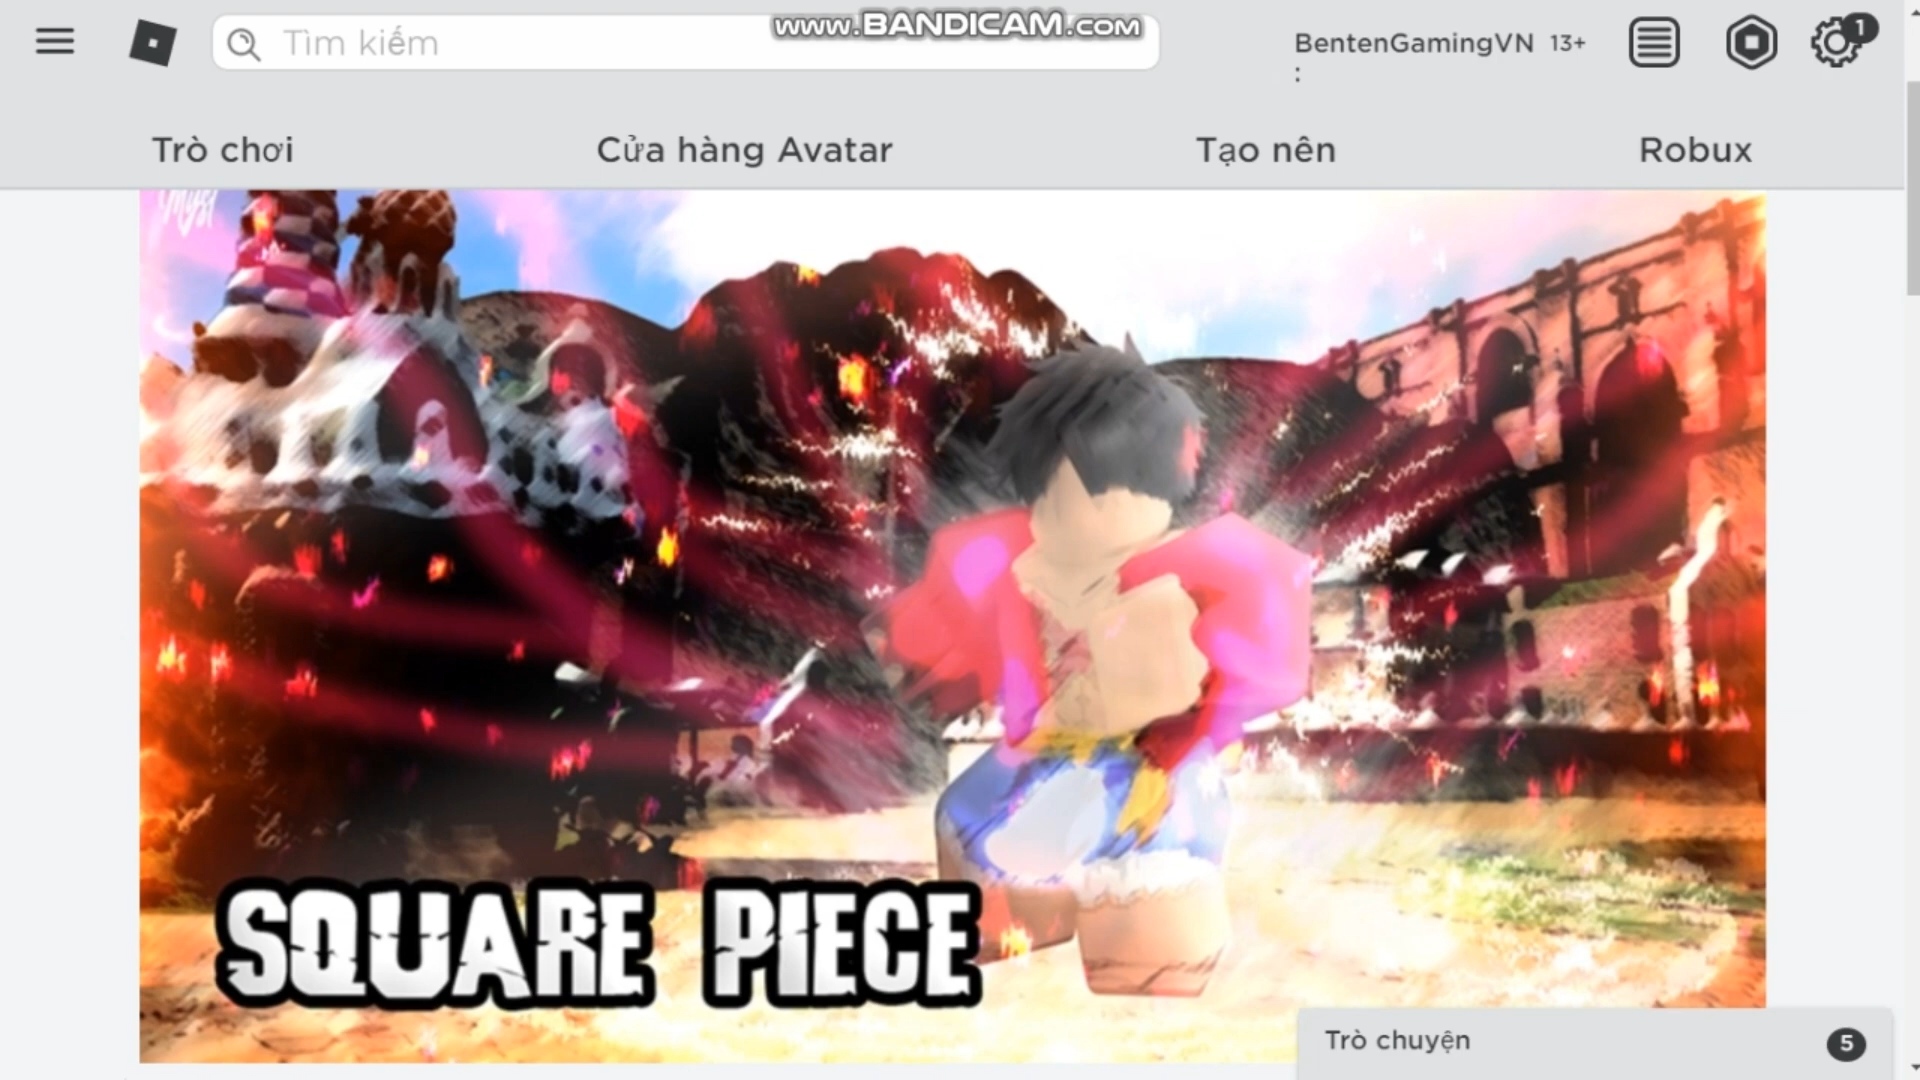 Tìm kiếm
www.BANDICAM.com
BentenGamingVN 13+
:
1
Trò chơi
Cửa hàng Avatar
Tạo nên
Robux
Myst
SQUARE PIECE
Trò chuyện
5